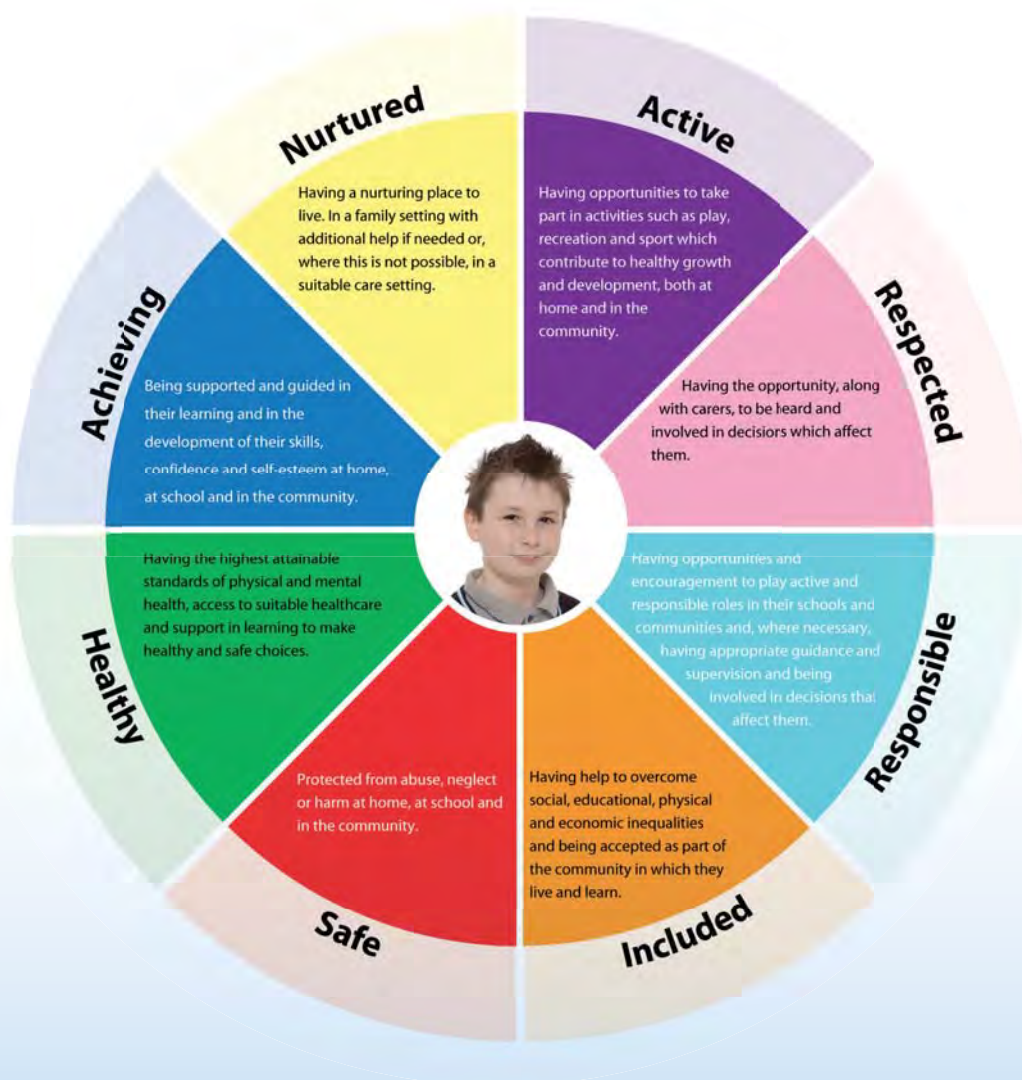 Nurtured
Having a nurturing place to
live. In a family setting with
additional help if needed or,
where this is not possible, in a
suitable care setting.
Active
Having opportunities to take
part in activities such as play,
recreation and sport which
contribute to healthy growth
and development, both at
home and in the
community.
Respected
Having the opportunity, along
with carers, to be heard and
involved in decisiors which affect
them.
Responsible
Having opportunities and
encouragement to play active and
responsible roles in their schools and
communities and, where necessary,
having appropriate guidance and
supervision and being
involved in decisions that
affect them.
Included
Having help to overcome
social, educational, physical
and economic inequalities
and being accepted as part of
the community in which they
live and learn.
Safe
Protected from abuse, neglect
or harm at home, at school and
in the community.
Healthy
Having the highest attainable
standards of physical and mental
health, access to suitable healthcare
and support in learning to make
healthy and safe choices.
Achieving
Being supported and guided in
their learning and in the
development of their skills,
confidence and self-esteem at home,
at school and in the community.